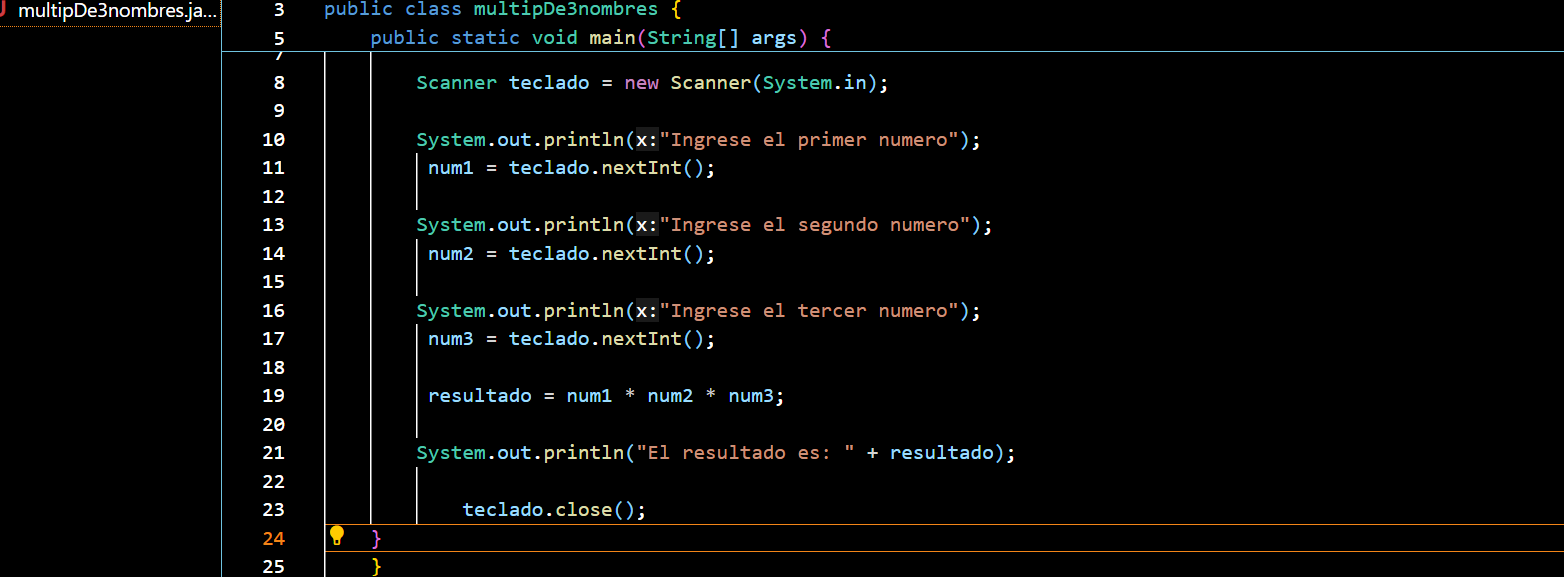 multipDe3nombres.ja...
3 public class multipDe3nombres {
5 public static void main(String[] args) {
7
8 Scanner teclado = new Scanner(System.in);
9
10 System.out.println(x:"Ingrese el primer numero");
11 num1 = teclado.nextInt();
12
13 System.out.println(x:"Ingrese el segundo numero");
14 num2 = teclado.nextInt();
15
16 System.out.println(x:"Ingrese el tercer numero");
17 num3 = teclado.nextInt();
18
19 resultado = num1 * num2 * num3;
20
21 System.out.println("El resultado es: " + resultado);
22
23 teclado.close();
24 }
25 }